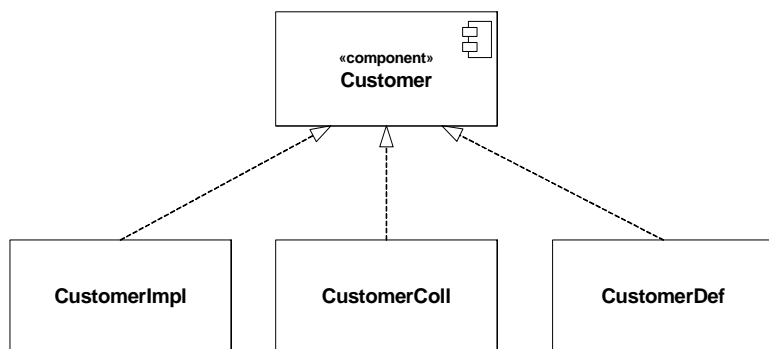 «component»
Customer
CustomerImpl
CustomerColl
CustomerDef